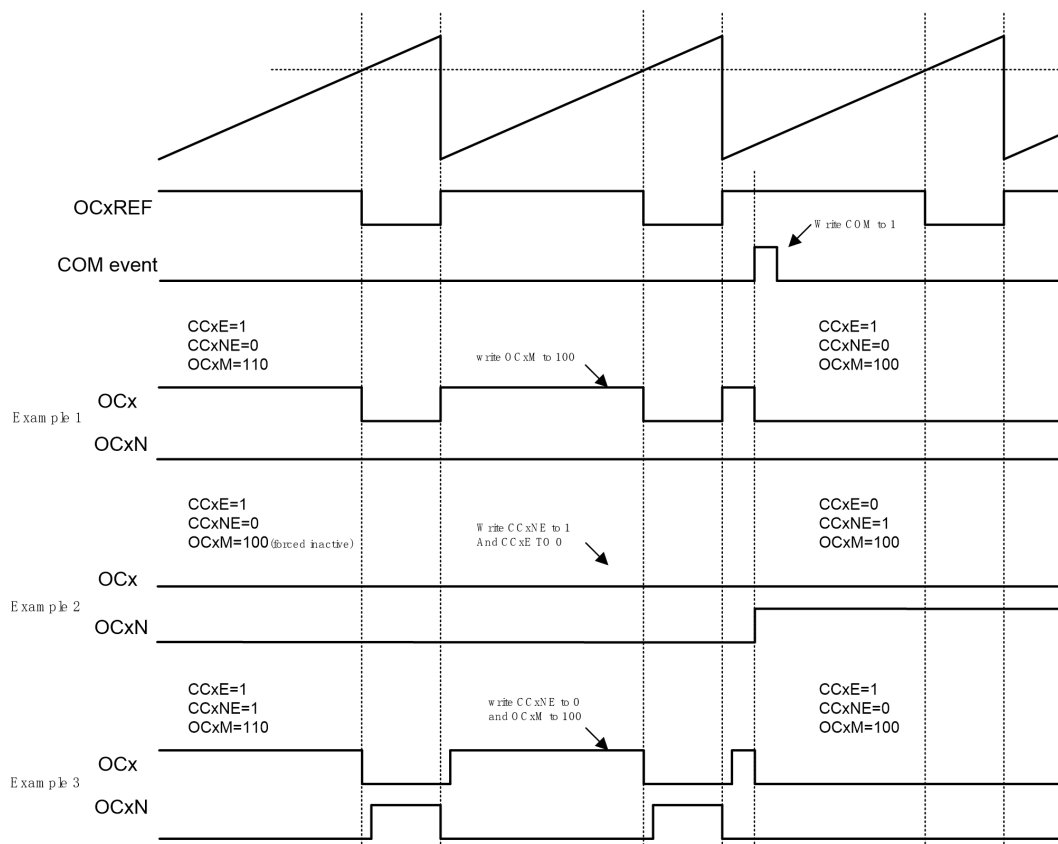 OCxREF
Write COM to 1
COM event
CCxE=1
CCxNE=0
OCxM=110
write OCxM to 100
CCxE=1
CCxNE=0
OCxM=100
Example 1
OCx
OCxN
CCxE=1
CCxNE=0
OCxM=100(forced inactive)
Write CCxNE to 1
And CCxE TO 0
CCxE=0
CCxNE=1
OCxM=100
Example 2
OCx
OCxN
CCxE=1
CCxNE=1
OCxM=110
write CCxNE to 0
and OCxM to 100
CCxE=1
CCxNE=0
OCxM=100
Example 3
OCx
OCxN